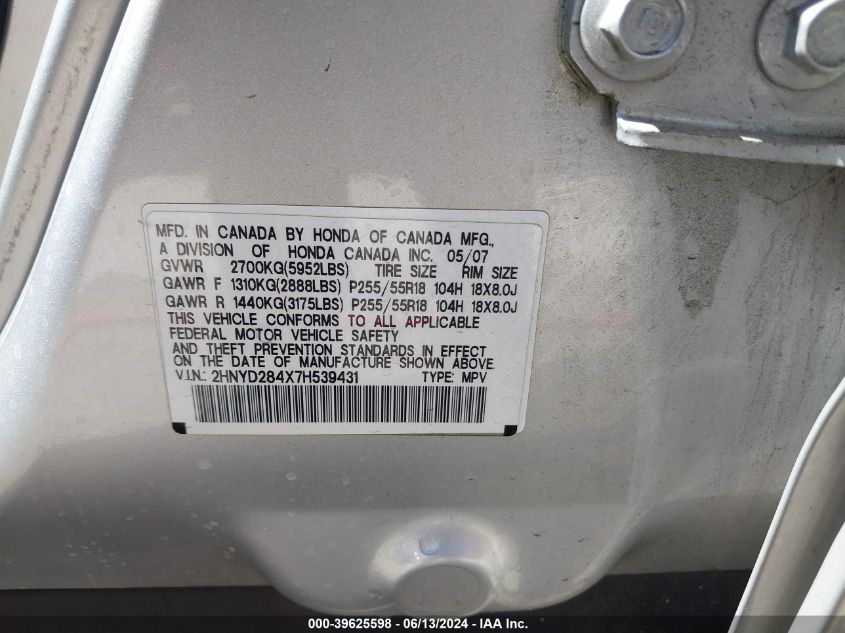 MFD. IN CANADA BY HONDA OF CANADA MFG.,
A DIVISION OF HONDA CANADA INC. 05/07
GVWR 2700KG(5952LBS) TIRE SIZE RIM SIZE
GAWR F 1310KG(2888LBS) P255/55R18 104H 18X8.0J
GAWR R 1440KG(3175LBS) P255/55R18 104H 18X8.0J
THIS VEHICLE CONFORMS TO ALL APPLICABLE
FEDERAL MOTOR VEHICLE SAFETY
AND THEFT PREVENTION STANDARDS IN EFFECT
ON THE DATE OF MANUFACTURE SHOWN ABOVE.
V.I.N.: 2HNYD284X7H539431 TYPE: MPV
000-39625598 - 06/13/2024 - IAA Inc.